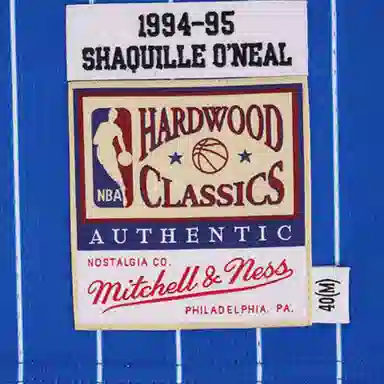 1994-95
SHAQUILLE O'NEAL
HARDWOOD
CLASSICS
NBA
AUTHENTIC
NOSTALGIA CO.
Mitchell & Ness
PHILADELPHIA, PA.
40(M)